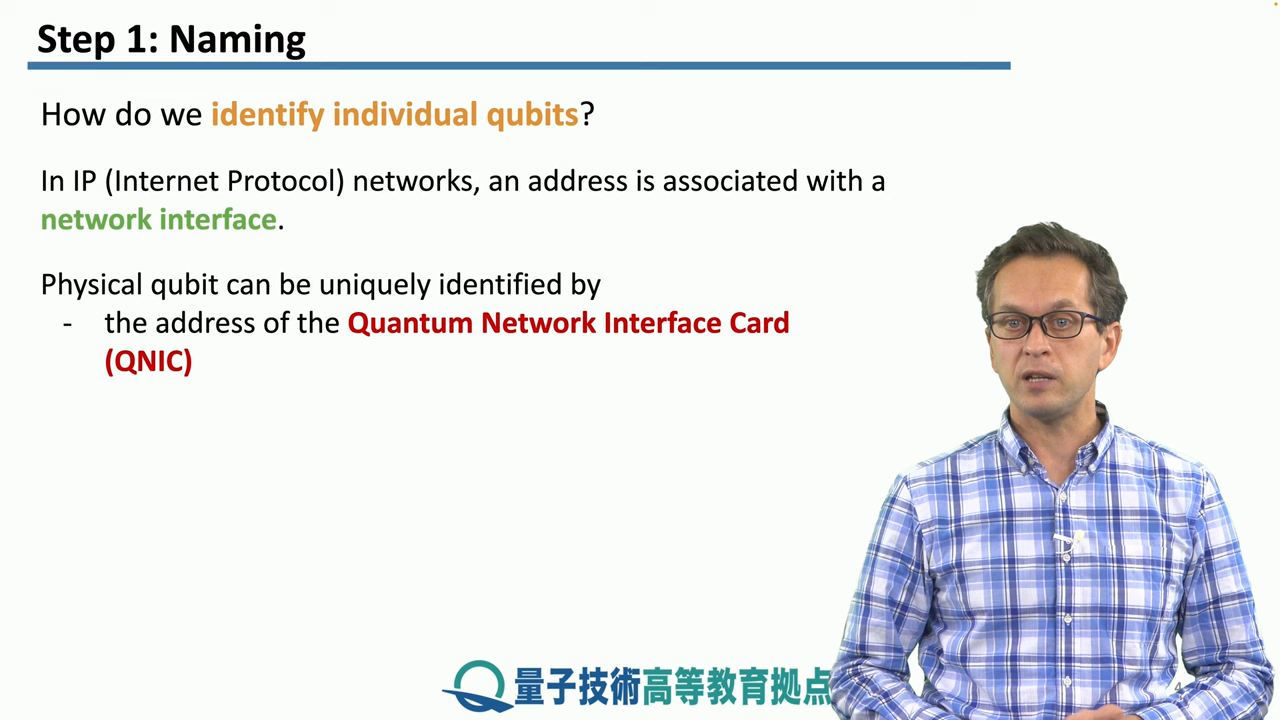 Step 1: Naming
How do we identify individual qubits?
In IP (Internet Protocol) networks, an address is associated with a
network interface.
Physical qubit can be uniquely identified by
- the address of the Quantum Network Interface Card
(QNIC)
量子技術高等教育拠点
4